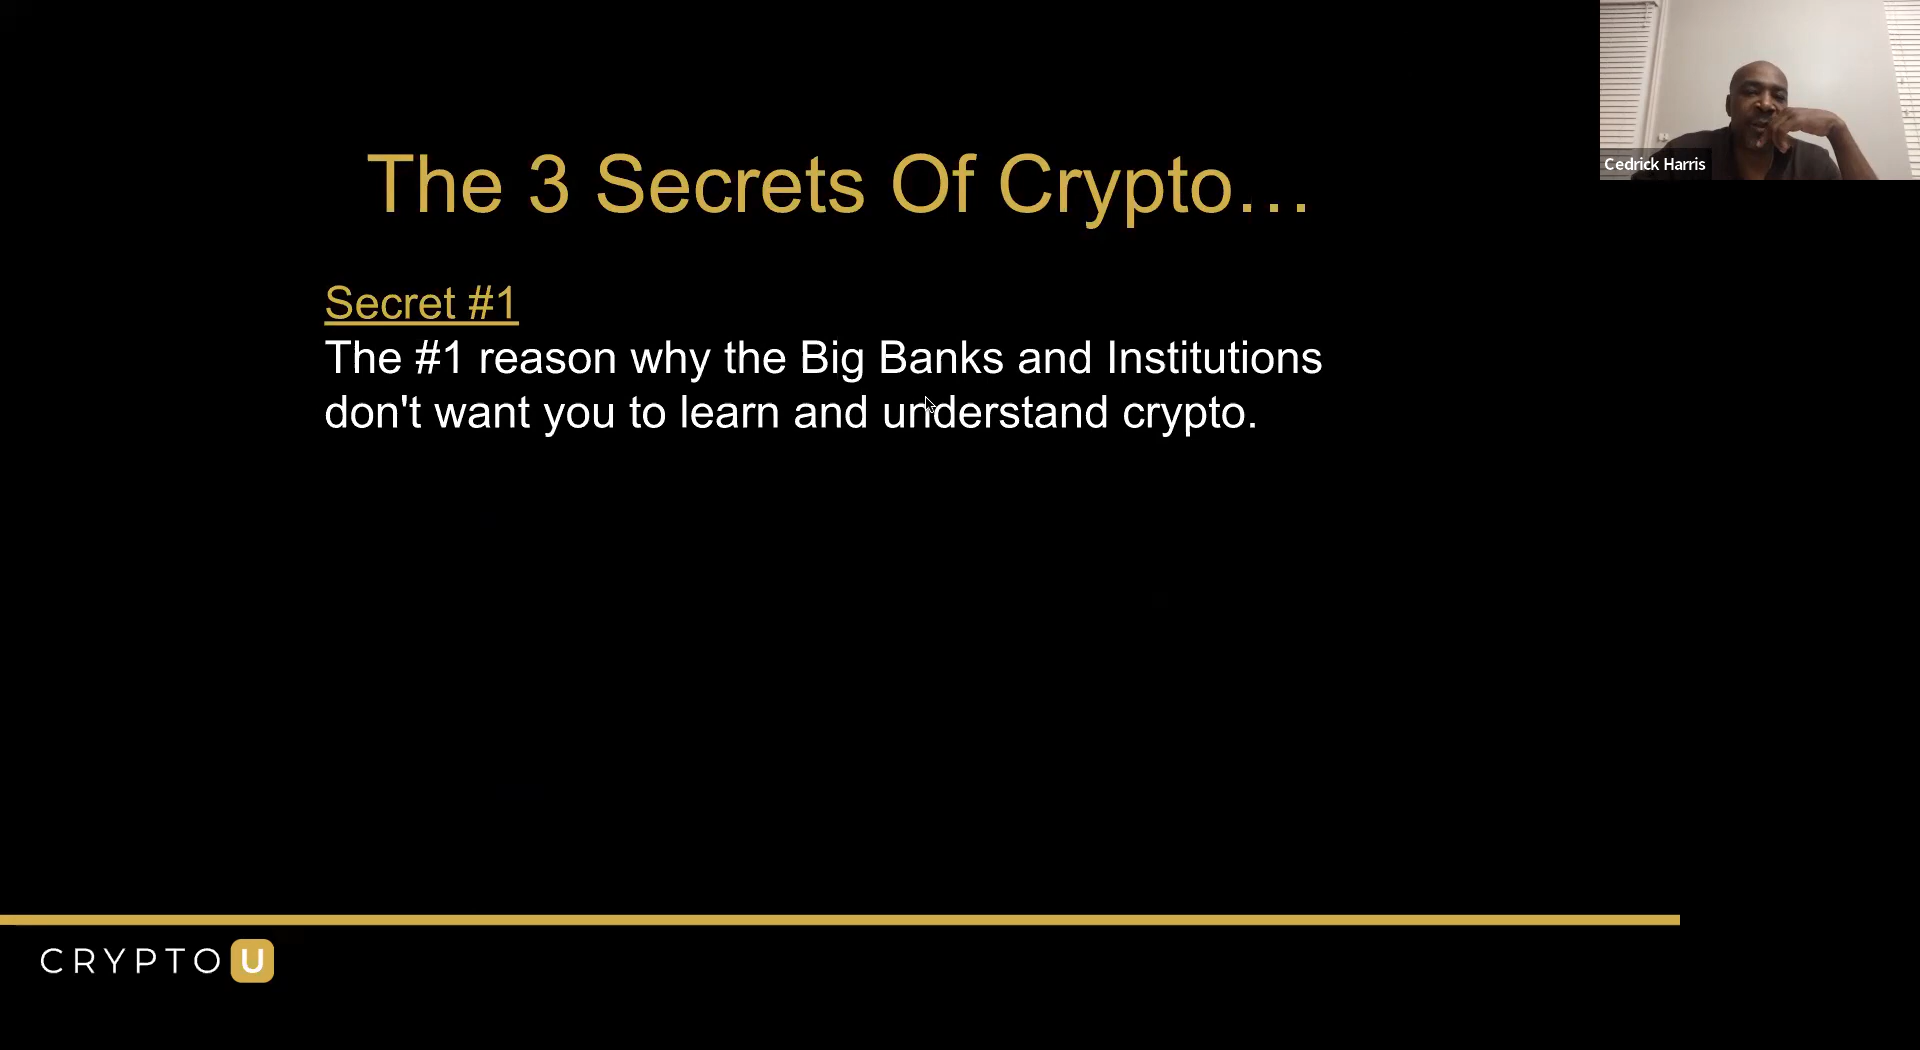 The 3 Secrets Of Crypto…
Cedrick Harris
Secret #1
The #1 reason why the Big Banks and Institutions
don't want you to learn and understand crypto.
CRYPTO U